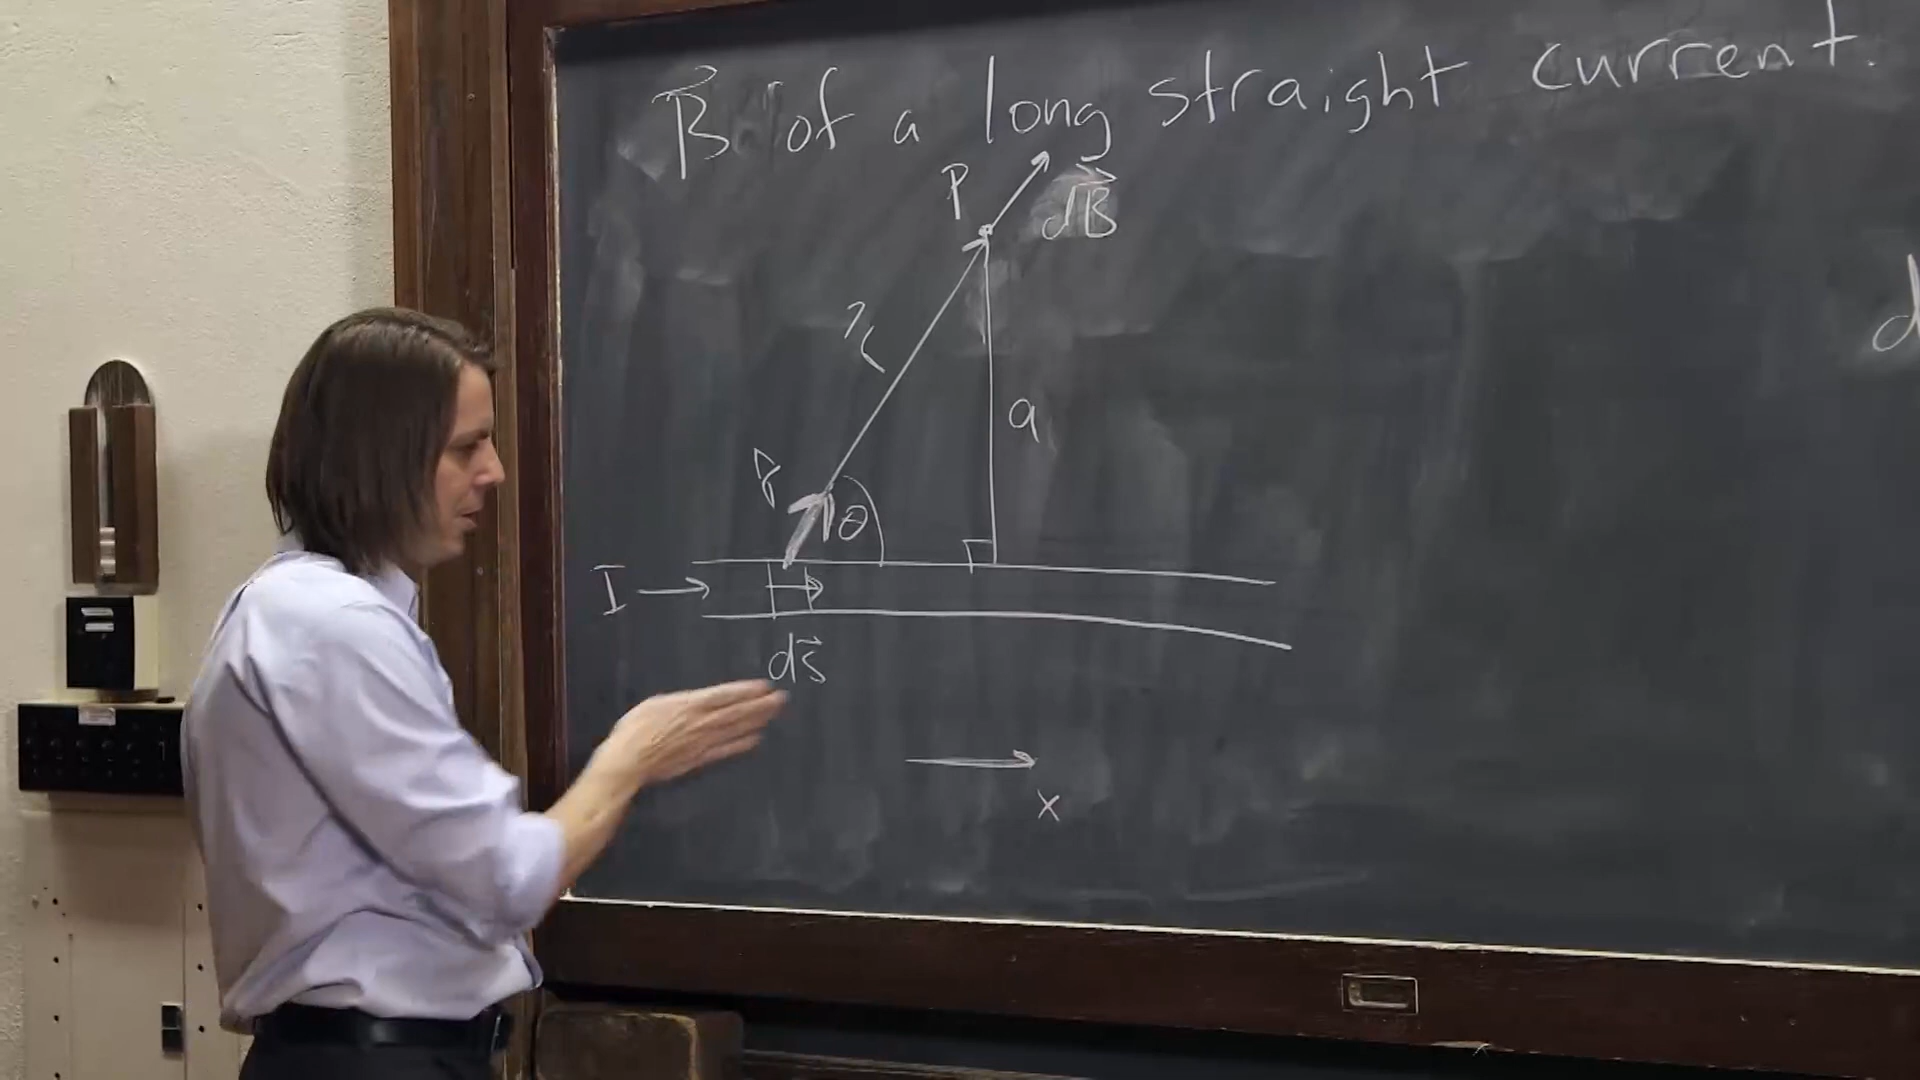 B⃗ of a long straight current.
P
dB⃗
r
a
r̂
θ
I
ds⃗
x
d